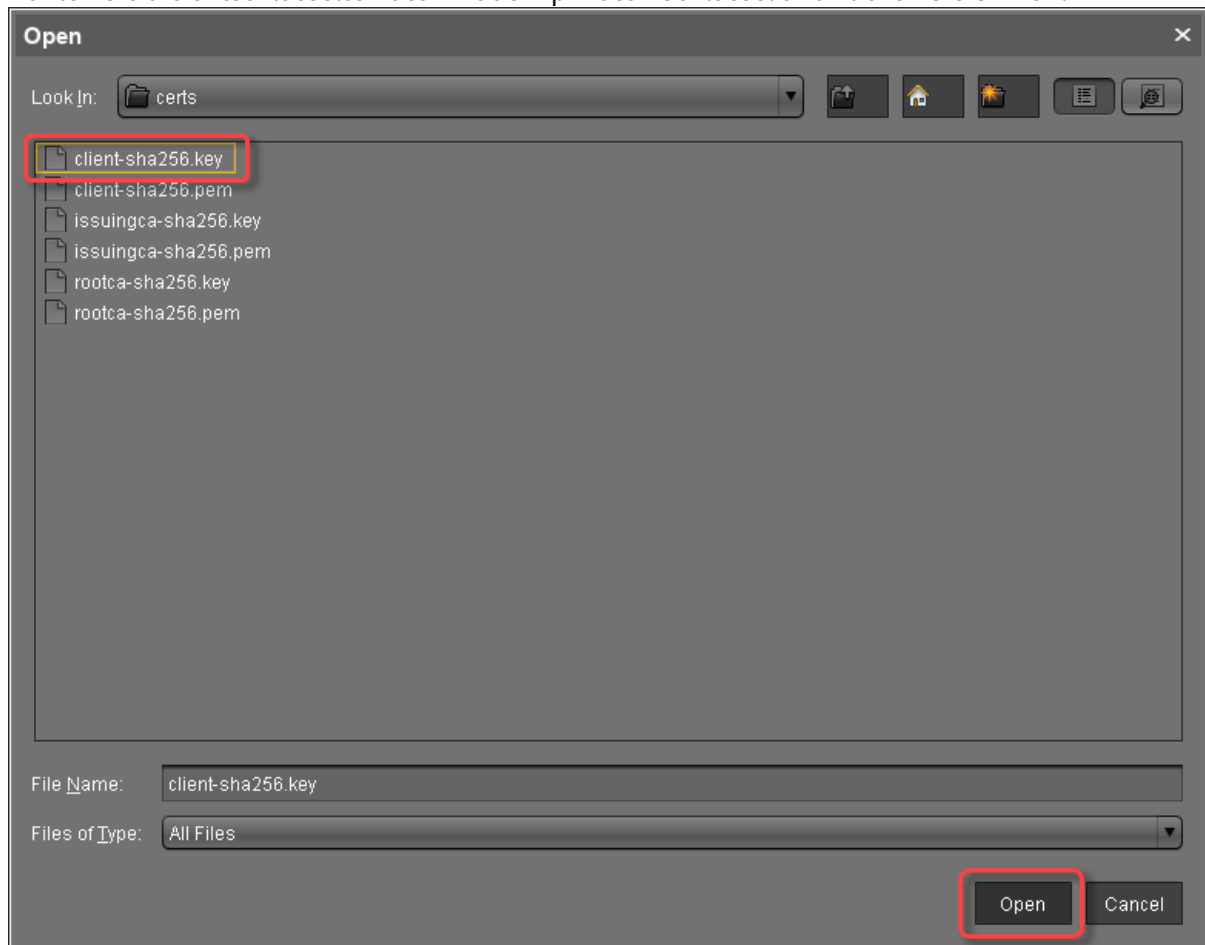 Open
Look In: certs
client-sha256.key
client-sha256.pem
issuingca-sha256.key
issuingca-sha256.pem
rootca-sha256.key
rootca-sha256.pem
File Name: client-sha256.key
Files of Type: All Files
Open Cancel